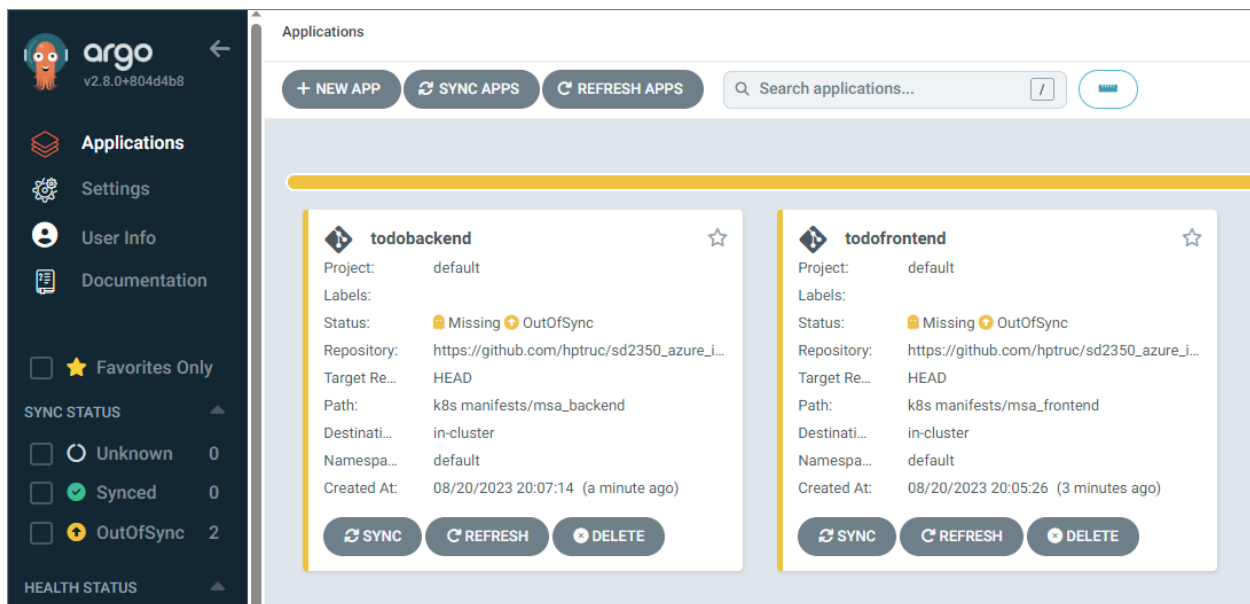 argo
v2.8.0+804d4b8
Applications
Settings
User Info
Documentation
Favorites Only
SYNC STATUS
Unknown 0
Synced 0
OutOfSync 2
HEALTH STATUS
Applications
+ NEW APP SYNC APPS REFRESH APPS Search applications... /
todobackend
Project: default
Labels:
Status: Missing OutOfSync
Repository: https://github.com/hptruc/sd2350_azure_i...
Target Re... HEAD
Path: k8s manifests/msa_backend
Destinati... in-cluster
Namespa... default
Created At: 08/20/2023 20:07:14 (a minute ago)
SYNC REFRESH DELETE
todofrontend
Project: default
Labels:
Status: Missing OutOfSync
Repository: https://github.com/hptruc/sd2350_azure_i...
Target Re... HEAD
Path: k8s manifests/msa_frontend
Destinati... in-cluster
Namespa... default
Created At: 08/20/2023 20:05:26 (3 minutes ago)
SYNC REFRESH DELETE